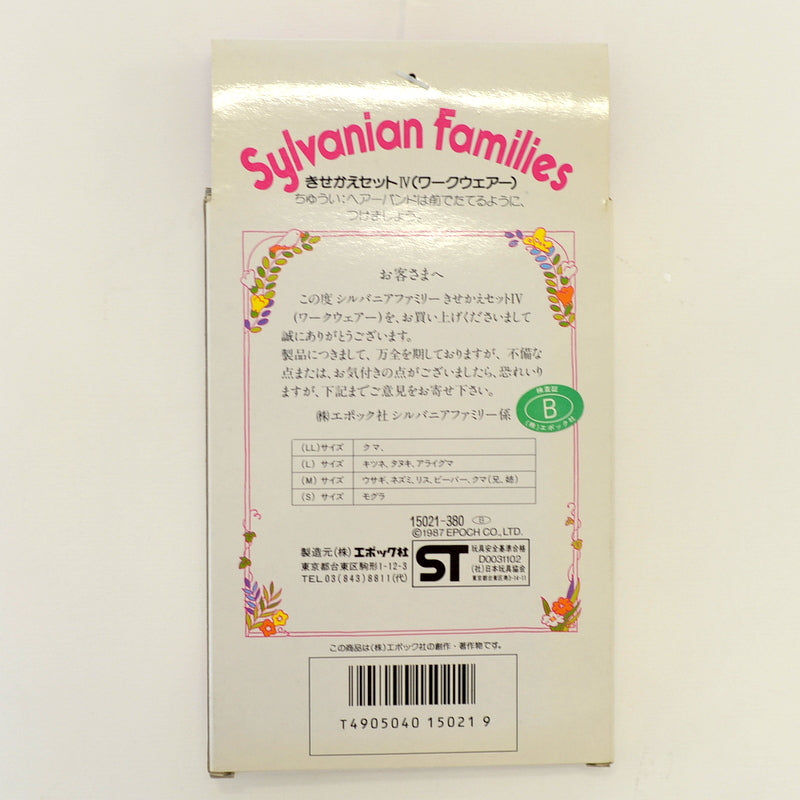 Sylvanian Families
きせかえセットⅣ(ワークウェアー)
ちゅうい:ヘアーバンドは前でたてるように、
つけましょう。
お客さまへ
この度 シルバニアファミリー きせかえセットⅣ
(ワークウェアー)を、お買い上げくださいまして
誠にありがとうございます。
製品につきまして、万全を期しておりますが、不備な
点または、お気付きの点がございましたら、恐れいり
ますが、下記までご意見をお寄せ下さい。
㈱エポック社 シルバニアファミリー係
検査証
B
(株)エポック社
(LL)サイズ クマ、
(L) サイズ キツネ、タヌキ、アライグマ
(M) サイズ ウサギ、ネズミ、リス、ビーバー、クマ(兄、姉)
(S) サイズ モグラ
15021-380 B
©1987 EPOCH CO., LTD.
製造元(株)エポック社
東京都台東区駒形1-12-3
TEL 03(843)8811(代)
ST
玩具安全基準合格
D0031102
(社)日本玩具協会
この商品は(株)エポック社の創作・著作物です。
T4905040 15021 9